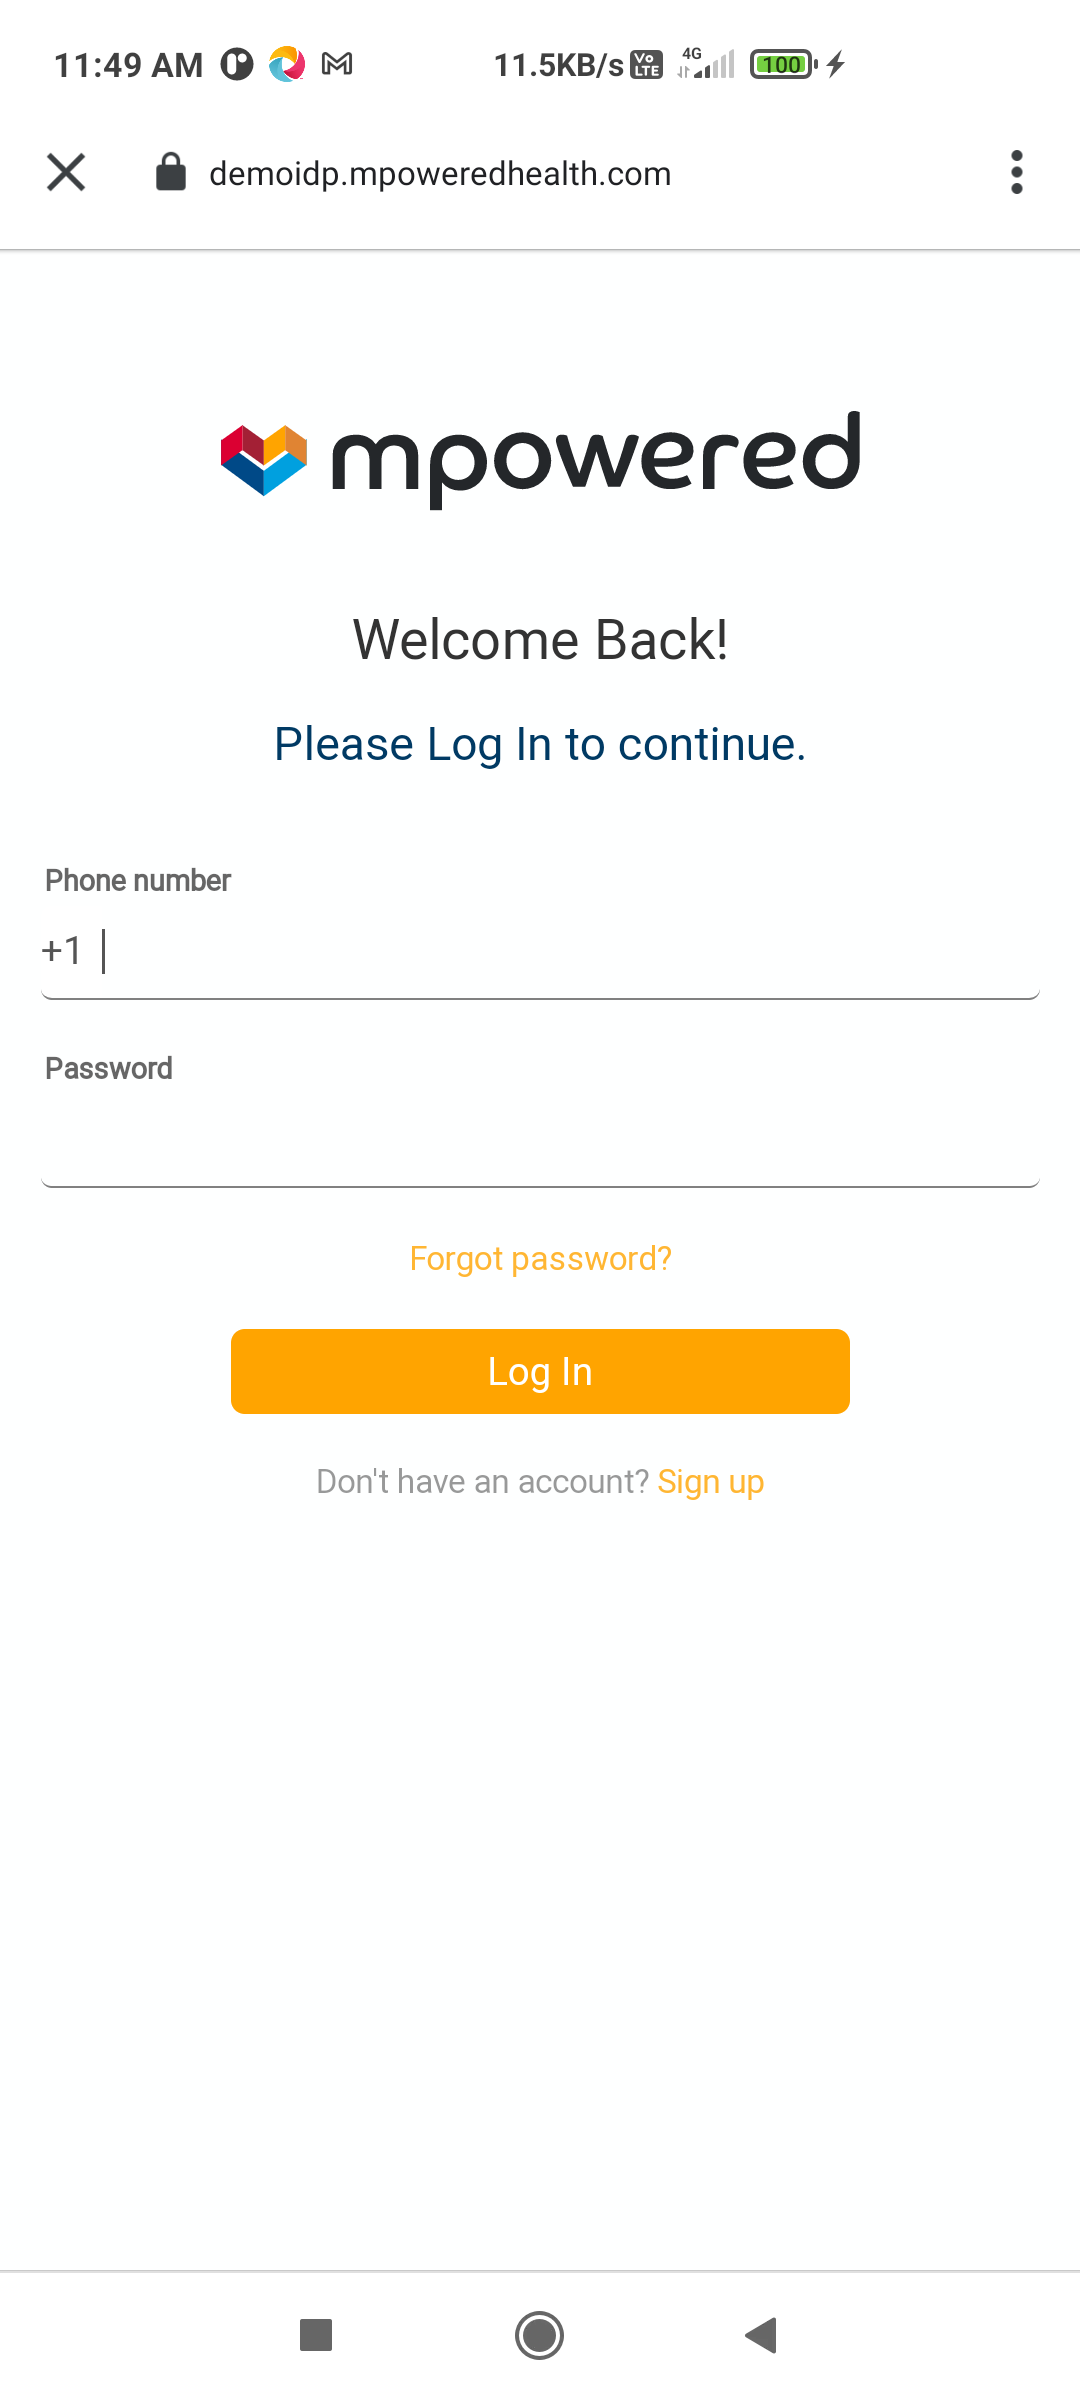 11:49 AM 11.5KB/s Vo LTE 4G 100
demoidp.mpoweredhealth.com
mpowered
Welcome Back!
Please Log In to continue.
Phone number
+1
Password
Forgot password?
Log In
Don't have an account? Sign up